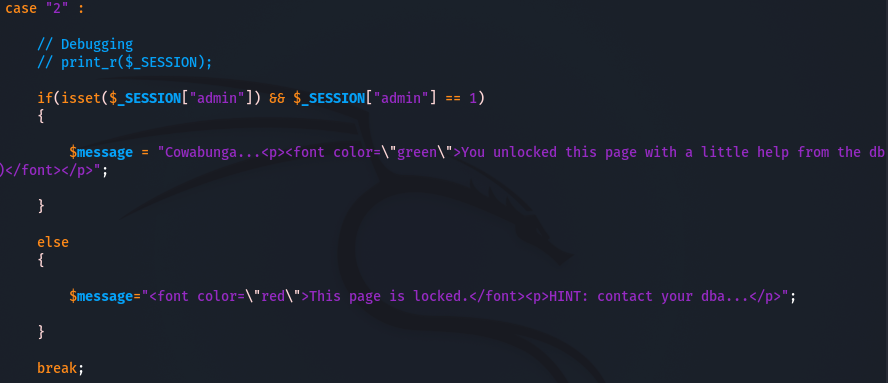 case "2" :
// Debugging
// print_r($_SESSION);
if(isset($_SESSION["admin"]) && $_SESSION["admin"] == 1)
{
$message = "Cowabunga...<p><font color=\"green\">You unlocked this page with a little help from the db
)</font></p>";
}
else
{
$message="<font color=\"red\">This page is locked.</font><p>HINT: contact your dba...</p>";
}
break;